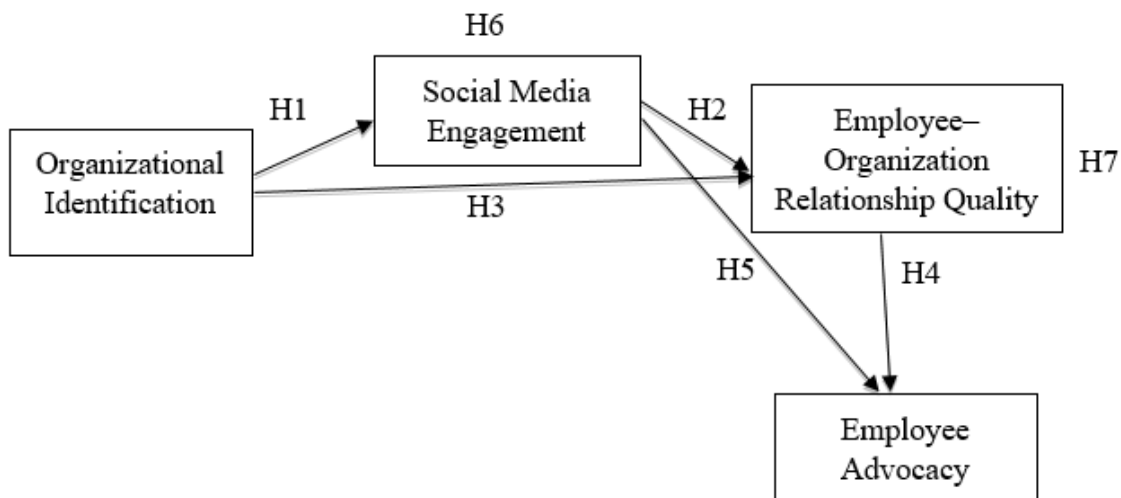 H6
Social Media
Engagement
H1
H2
Employee–
Organization
Relationship Quality
H7
Organizational
Identification
H3
H5
H4
Employee
Advocacy